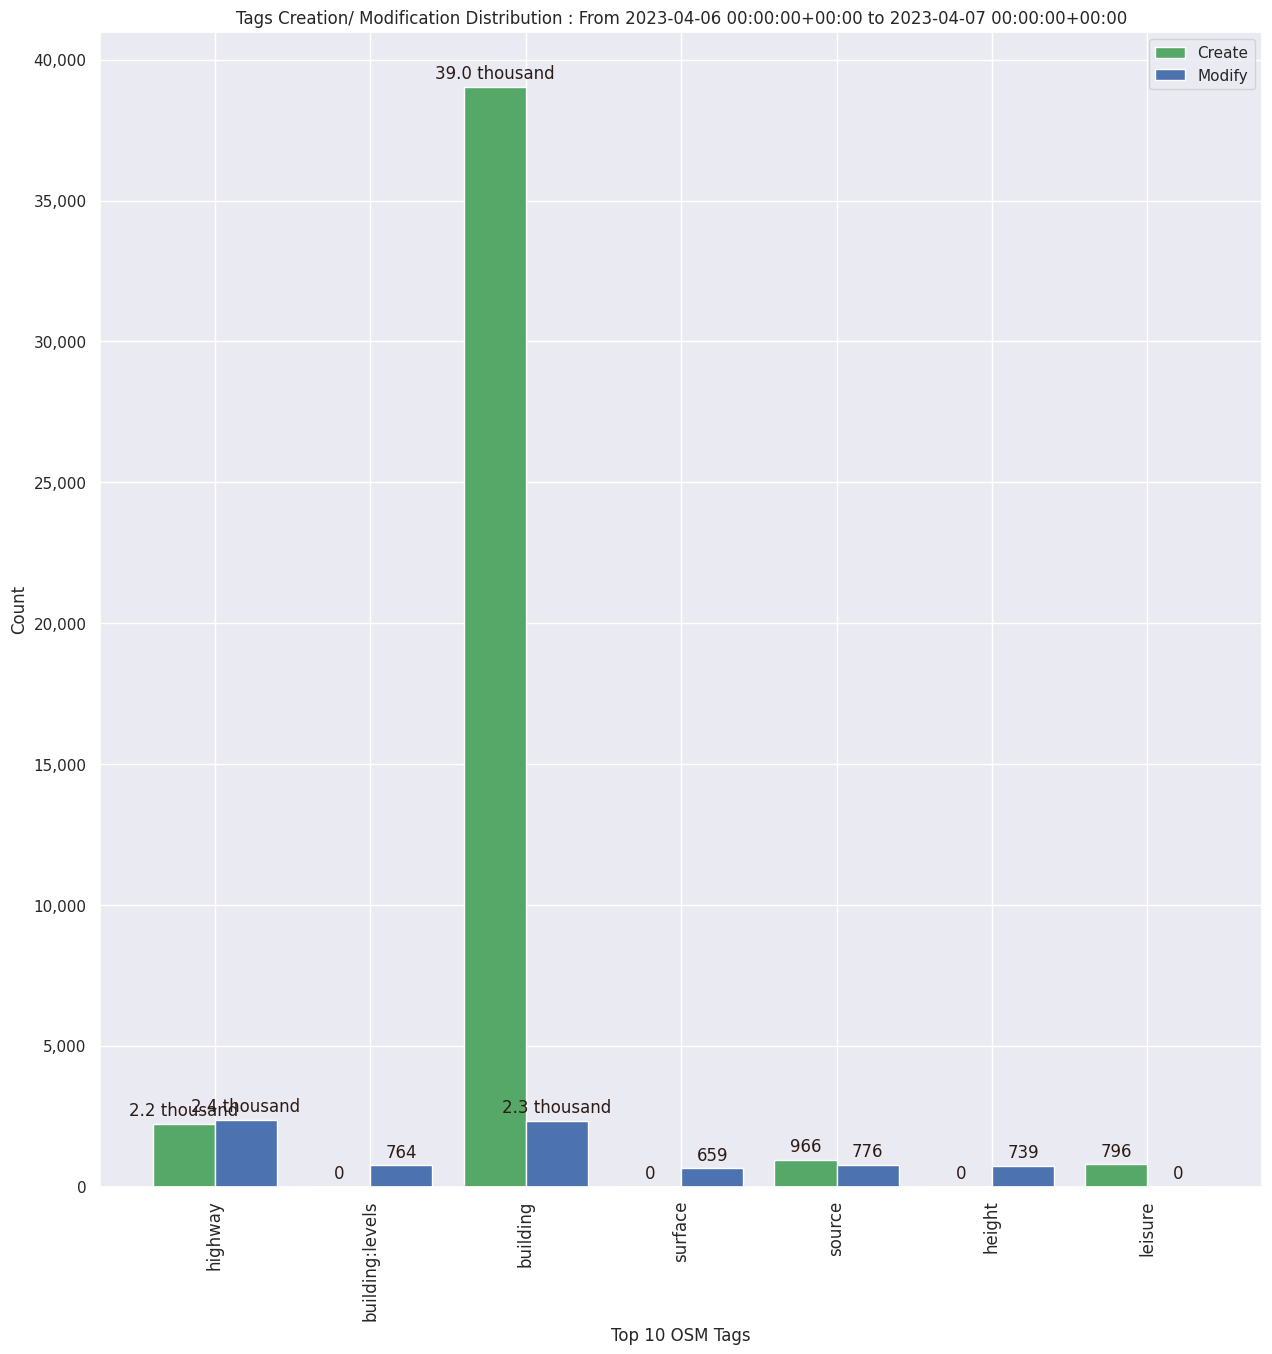 Tags Creation/ Modification Distribution : From 2023-04-06 00:00:00+00:00 to 2023-04-07 00:00:00+00:00
Create
Modify
40,000
35,000
30,000
25,000
20,000
15,000
10,000
5,000
0
Count
39.0 thousand
2.2 thousand
2.4 thousand
0
764
2.3 thousand
0
659
966
776
0
739
796
0
highway
building:levels
building
surface
source
height
leisure
Top 10 OSM Tags